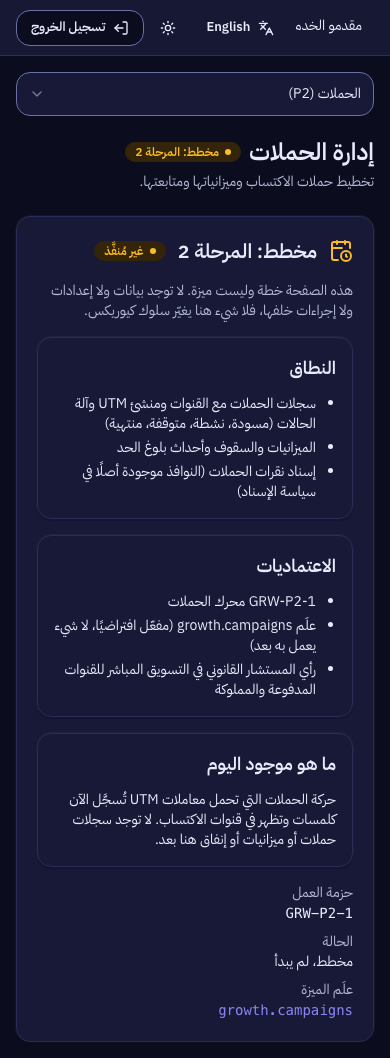 مقدمو الخدمه
English
تسجيل الخروج
الحملات (P2)
إدارة الحملات
مخطط: المرحلة 2
تخطيط حملات الاكتساب وميزانياتها ومتابعتها.
مخطط: المرحلة 2
غير مُنفَّذ
هذه الصفحة خطة وليست ميزة. لا توجد بيانات ولا إعدادات
ولا إجراءات خلفها، فلا شيء هنا يغيّر سلوك كيوريكس.
النطاق
• سجلات الحملات مع القنوات ومنشئ UTM وآلة
الحالات (مسودة، نشطة، متوقفة، منتهية)
• الميزانيات والسقوف وأحداث بلوغ الحد
• إسناد نقرات الحملات (النوافذ موجودة أصلًا في
سياسة الإسناد)
الاعتماديات
• GRW-P2-1 محرك الحملات
• علَم growth.campaigns (مفعّل افتراضيًا، لا شيء
يعمل به بعد)
• رأي المستشار القانوني في التسويق المباشر للقنوات
المدفوعة والمملوكة
ما هو موجود اليوم
حركة الحملات التي تحمل معاملات UTM تُسجَّل الآن
كلمسات وتظهر في قنوات الاكتساب. لا توجد سجلات
حملات أو ميزانيات أو إنفاق هنا بعد.
حزمة العمل
GRW-P2-1
الحالة
مخطط، لم يبدأ
علَم الميزة
growth.campaigns